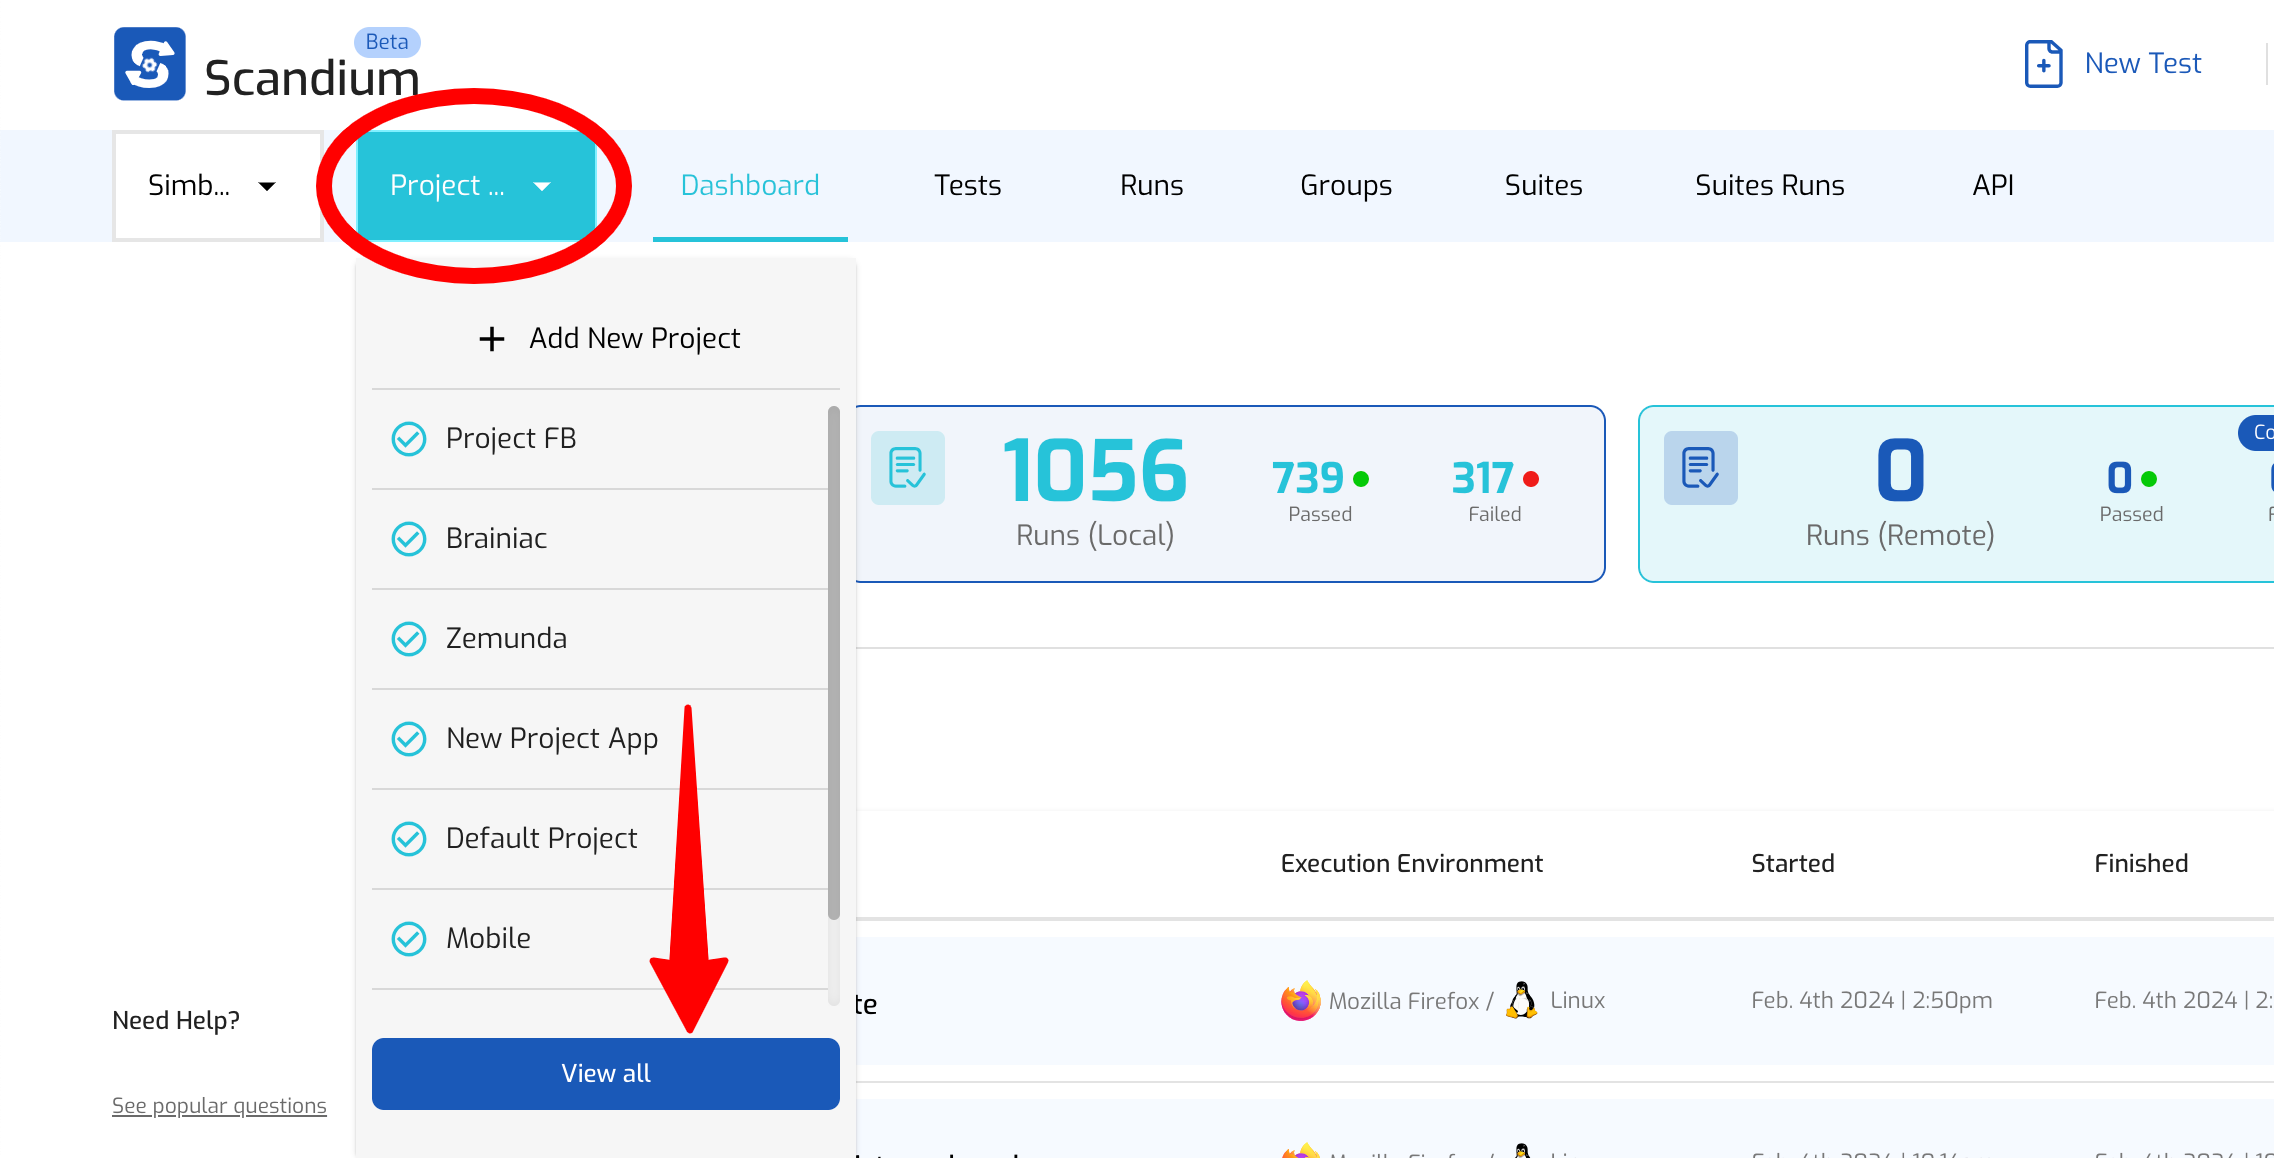 Beta
Scandium
New Test
Simb...
Project ...
Dashboard
Tests
Runs
Groups
Suites
Suites Runs
API
Add New Project
Project FB
Brainiac
Zemunda
New Project App
Default Project
Mobile
View all
1056
Runs (Local)
739
Passed
317
Failed
0
Runs (Remote)
0
Passed
Execution Environment
Started
Finished
Mozilla Firefox /
Linux
Feb. 4th 2024 | 2:50pm
Feb. 4th 2024 | 2:
Need Help?
See popular questions